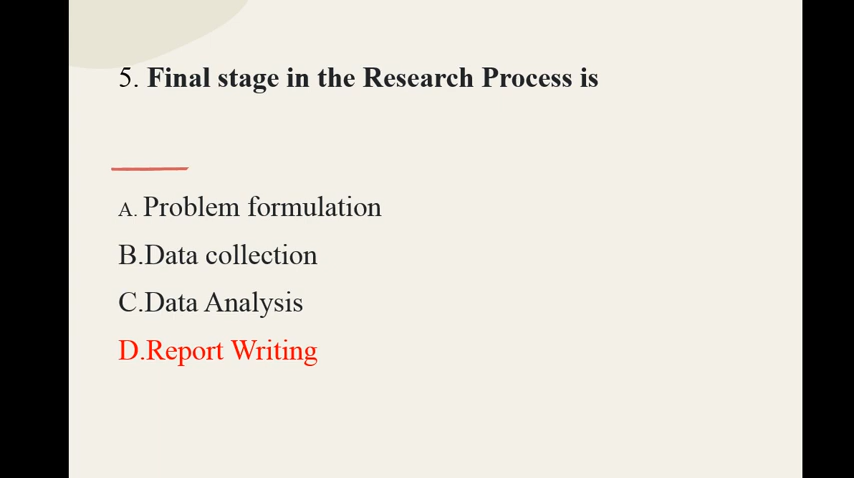 5. Final stage in the Research Process is
A. Problem formulation
B.Data collection
C.Data Analysis
D.Report Writing